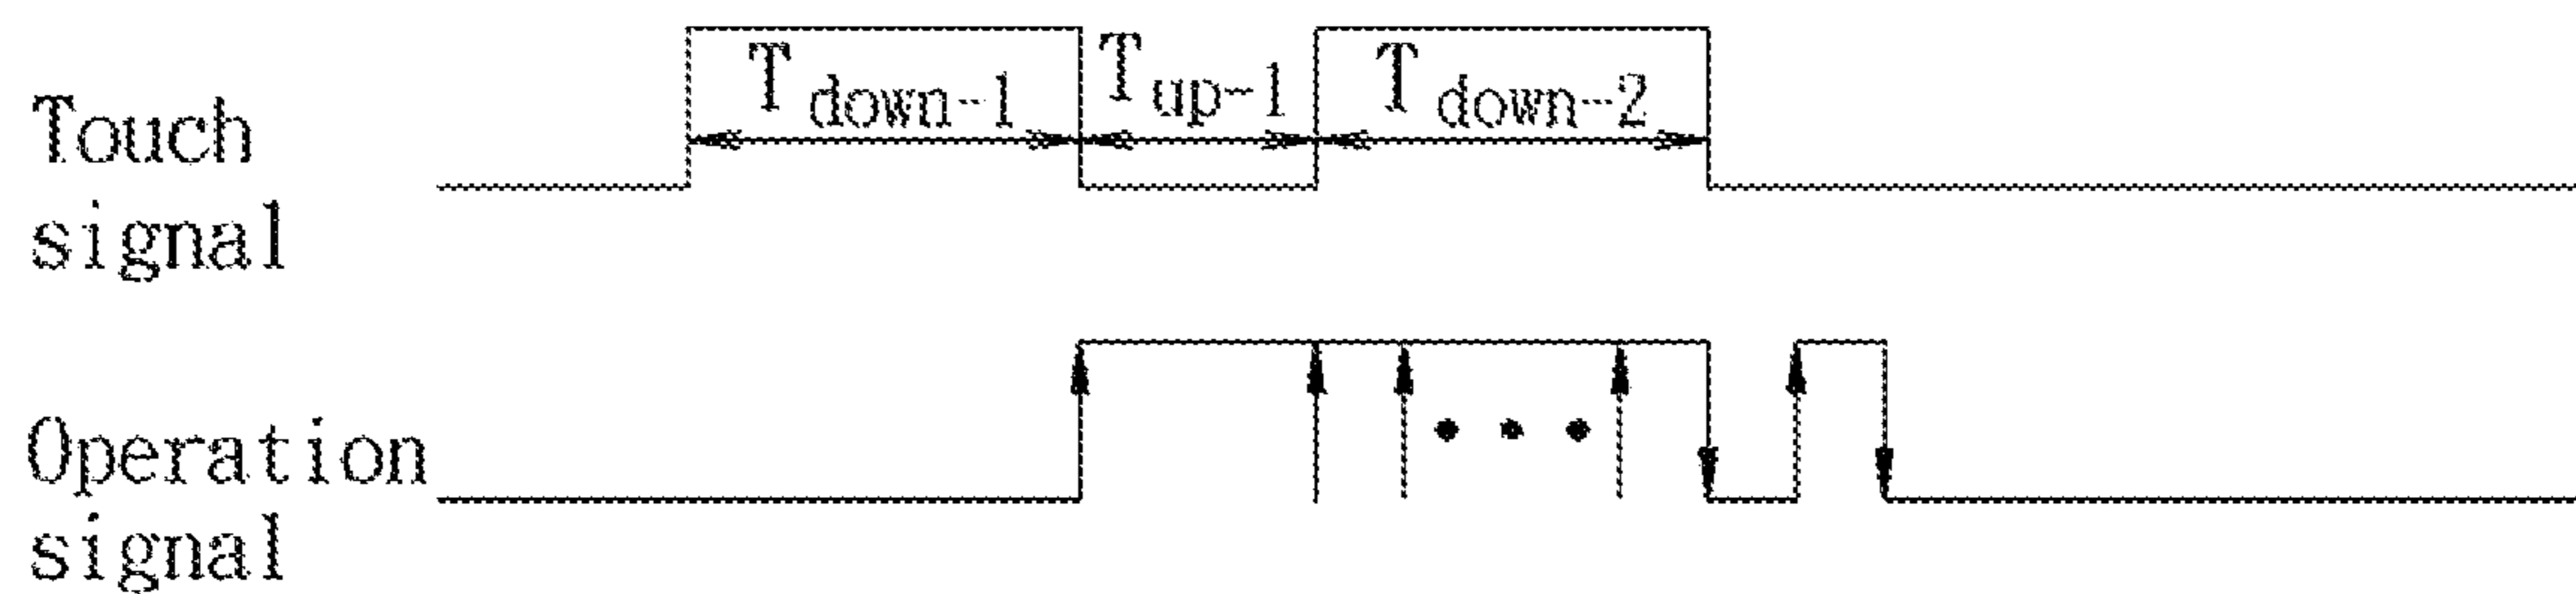 T down-1 T up-1 T down-2
Touch
signal
Operation
signal